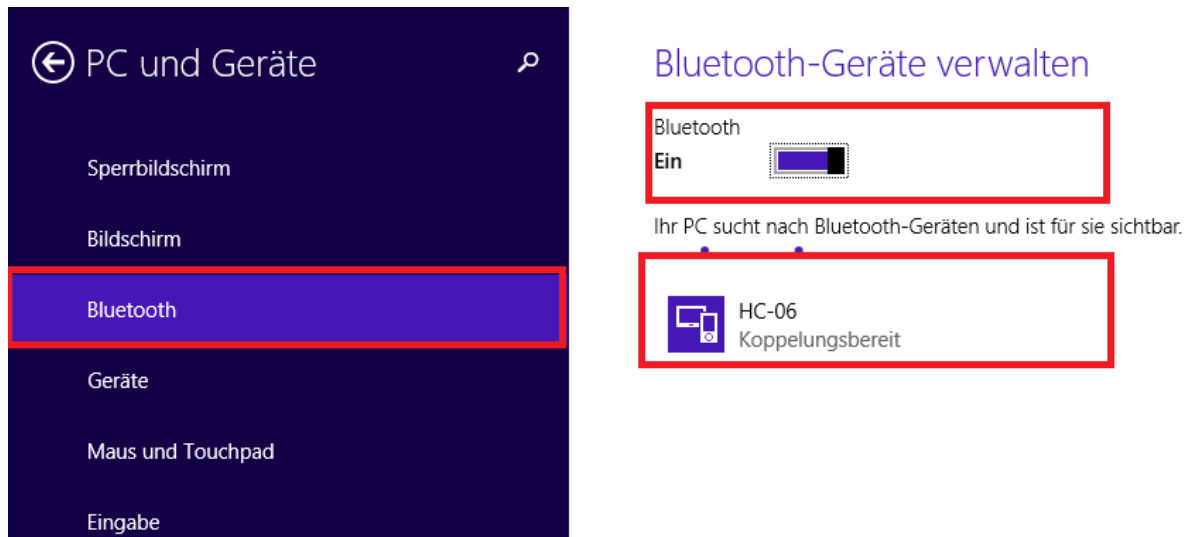 PC und Geräte
Sperrbildschirm
Bildschirm
Bluetooth
Geräte
Maus und Touchpad
Eingabe
Bluetooth-Geräte verwalten
Bluetooth
Ein
Ihr PC sucht nach Bluetooth-Geräten und ist für sie sichtbar.
HC-06
Koppelungsbereit